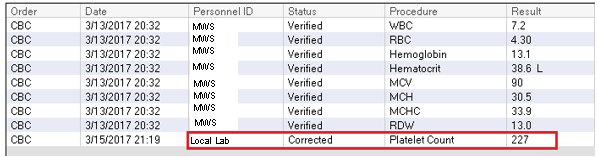 Order Date Personnel ID Status Procedure Result
CBC 3/13/2017 20:32 MWS Verified WBC 7.2
CBC 3/13/2017 20:32 MWS Verified RBC 4.30
CBC 3/13/2017 20:32 MWS Verified Hemoglobin 13.1
CBC 3/13/2017 20:32 MWS Verified Hematocrit 38.6 L
CBC 3/13/2017 20:32 MWS Verified MCV 90
CBC 3/13/2017 20:32 MWS Verified MCH 30.5
CBC 3/13/2017 20:32 MWS Verified MCHC 33.9
CBC 3/13/2017 20:32 MWS Verified RDW 13.0
CBC 3/15/2017 21:19 Local Lab Corrected Platelet Count 227